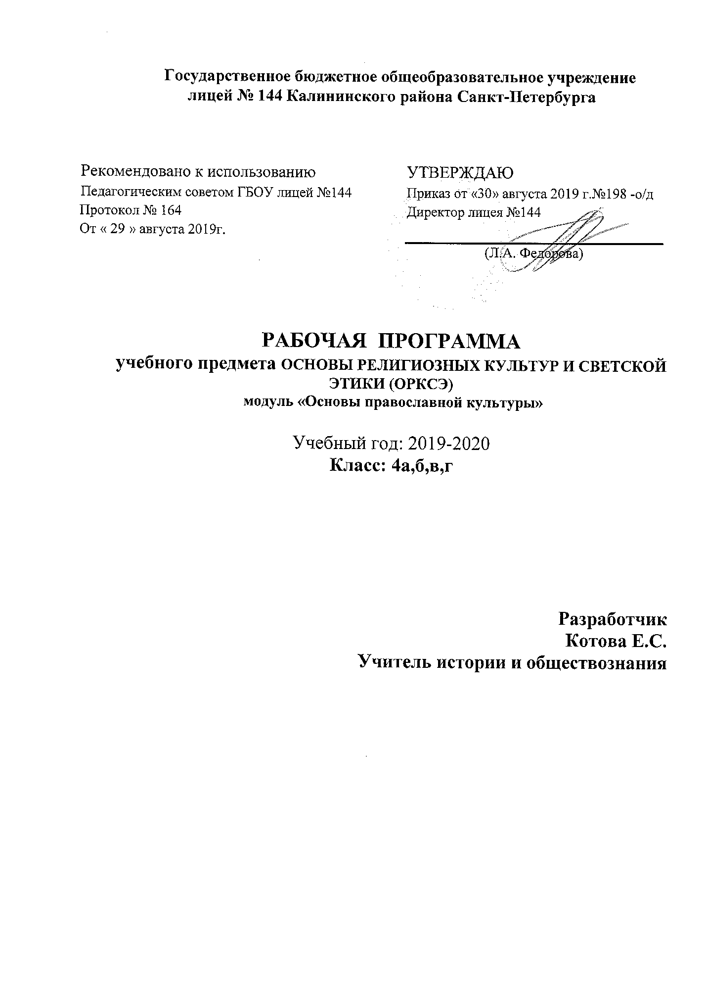 Государственное бюджетное общеобразовательное учреждение
лицей № 144 Калининского района Санкт-Петербурга
Рекомендовано к использованию
Педагогическим советом ГБОУ лицей №144
Протокол № 164
От « 29 » августа 2019г.
УТВЕРЖДАЮ
Приказ от «30» августа 2019 г.№198 -о/д
Директор лицея №144
(Л.А. Федорова)
РАБОЧАЯ ПРОГРАММА
учебного предмета ОСНОВЫ РЕЛИГИОЗНЫХ КУЛЬТУР И СВЕТСКОЙ
ЭТИКИ (ОРКСЭ)
модуль «Основы православной культуры»
Учебный год: 2019-2020
Класс: 4а,б,в,г
Разработчик
Котова Е.С.
Учитель истории и обществознания